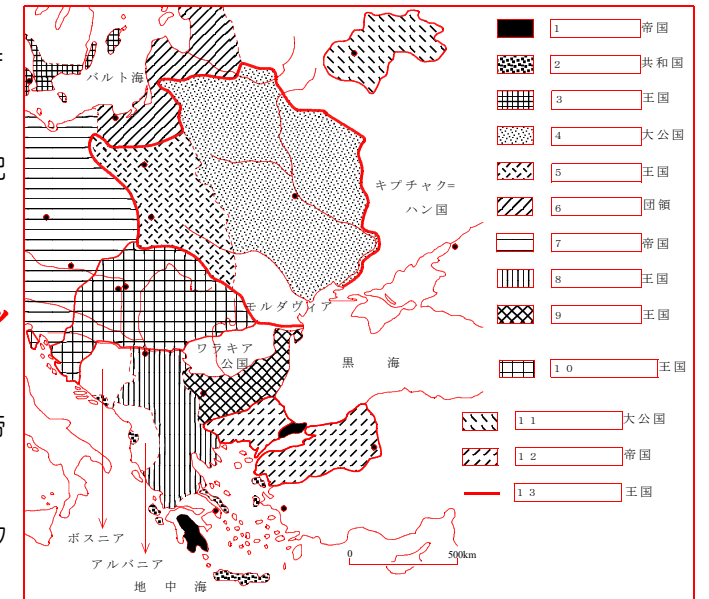 バルト海
キプチャク=
ハン国
モルダヴィア
ワラキア
公国
黒 海
ボスニア
アルバニア
地 中 海
0 500km
1 帝国
2 共和国
3 王国
4 大公国
5 王国
6 団領
7 帝国
8 王国
9 王国
10 王国
11 大公国
12 帝国
13 王国